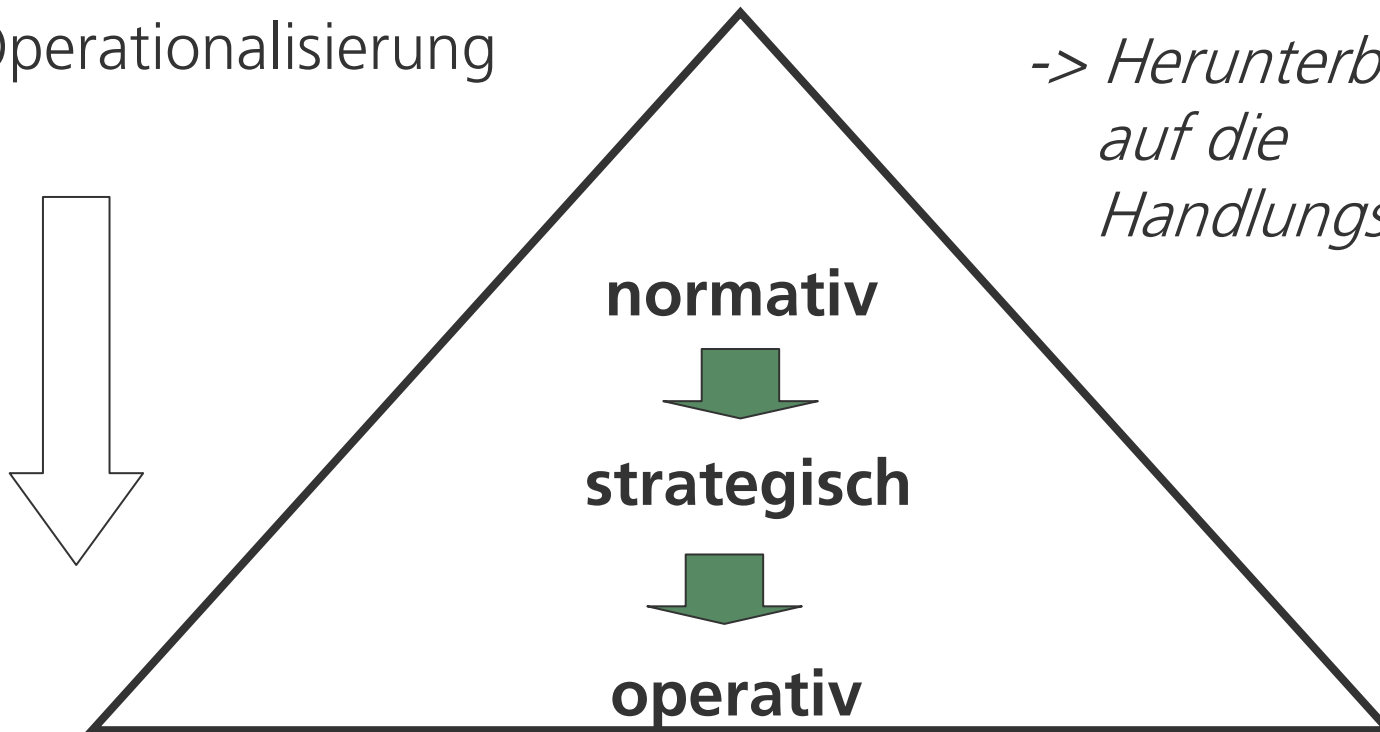 Operationalisierung
-> Herunterb
auf die
Handlungs
normativ
strategisch
operativ